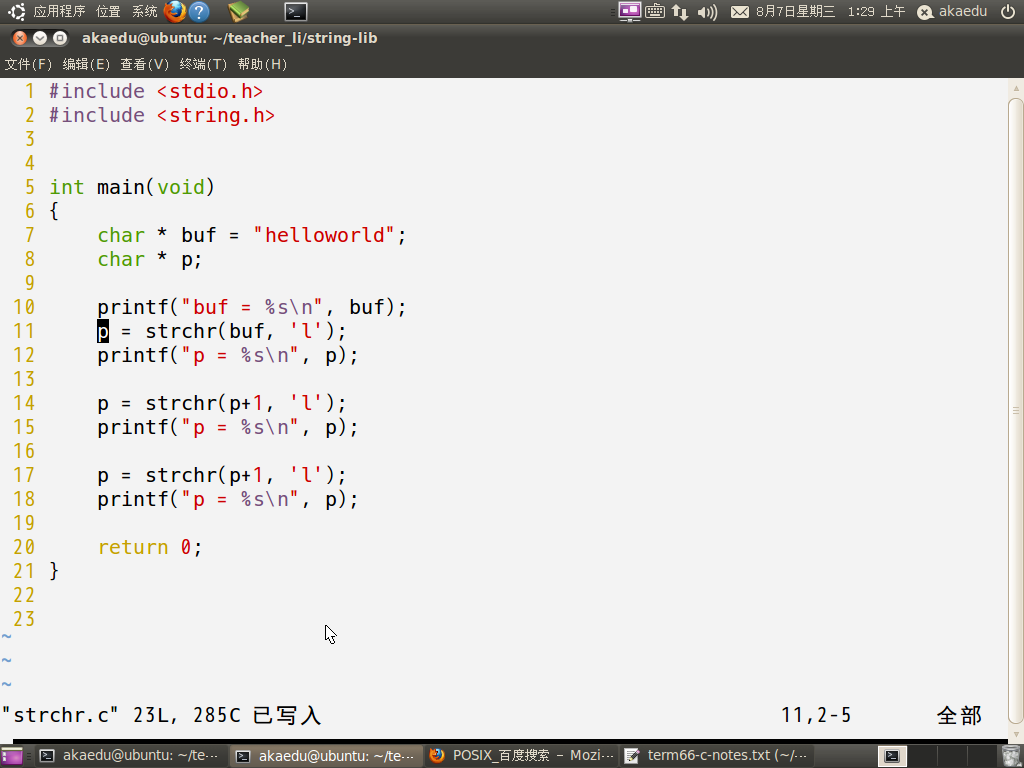 应用程序 位置 系统 8月7日星期三 1:29 上午 akaedu
akaedu@ubuntu: ~/teacher_li/string-lib
文件(F) 编辑(E) 查看(V) 终端(T) 帮助(H)
1 #include <stdio.h>
2 #include <string.h>
3
4
5 int main(void)
6 {
7     char * buf = "helloworld";
8     char * p;
9
10     printf("buf = %s\n", buf);
11     p = strchr(buf, 'l');
12     printf("p = %s\n", p);
13
14     p = strchr(p+1, 'l');
15     printf("p = %s\n", p);
16
17     p = strchr(p+1, 'l');
18     printf("p = %s\n", p);
19
20     return 0;
21 }
22
23
~
~
~
"strchr.c" 23L, 285C 已写入 11,2-5 全部
akaedu@ubuntu: ~/te··· akaedu@ubuntu: ~/te··· POSIX_百度搜索 – Mozi··· term66-c-notes.txt (~/···